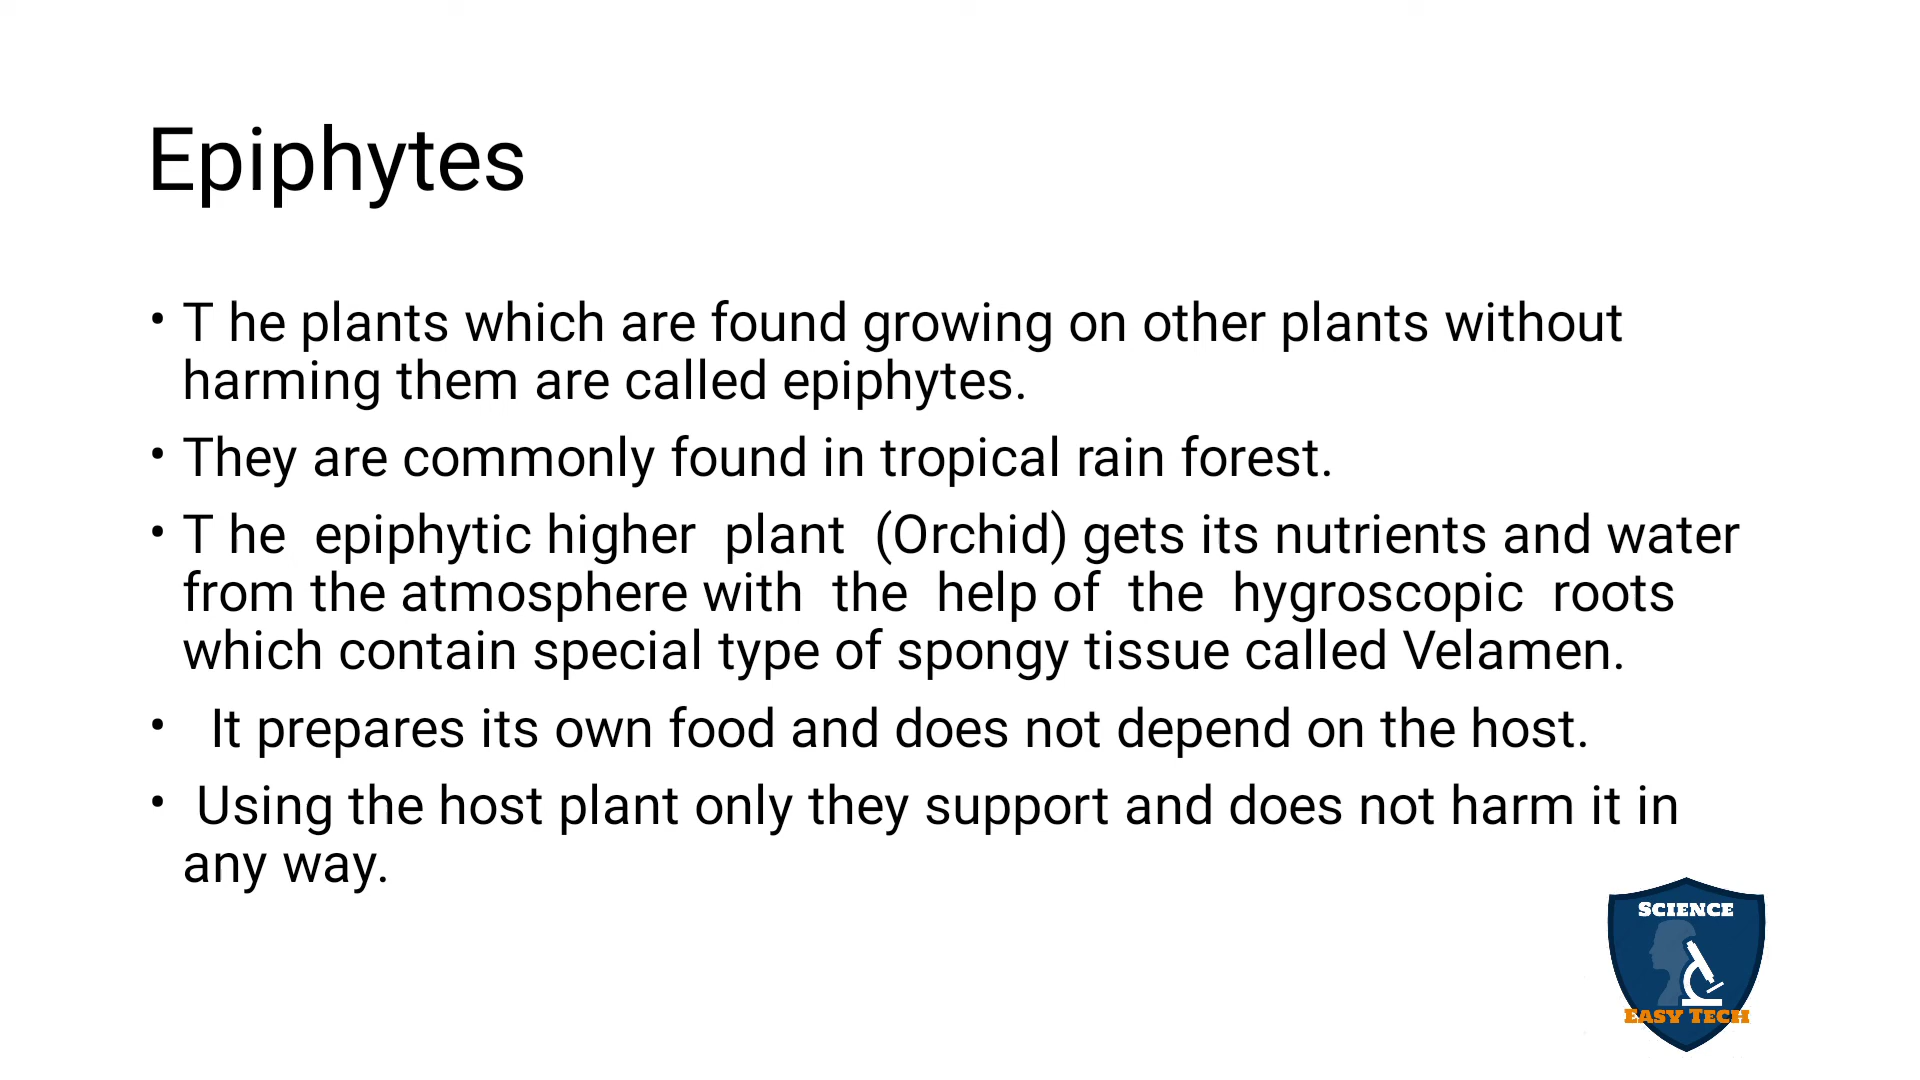 Epiphytes
• T he plants which are found growing on other plants without
harming them are called epiphytes.
• They are commonly found in tropical rain forest.
• T he  epiphytic higher  plant  (Orchid) gets its nutrients and water
from the atmosphere with  the  help of  the  hygroscopic  roots
which contain special type of spongy tissue called Velamen.
•  It prepares its own food and does not depend on the host.
• Using the host plant only they support and does not harm it in
any way.
SCIENCE
EASY TECH